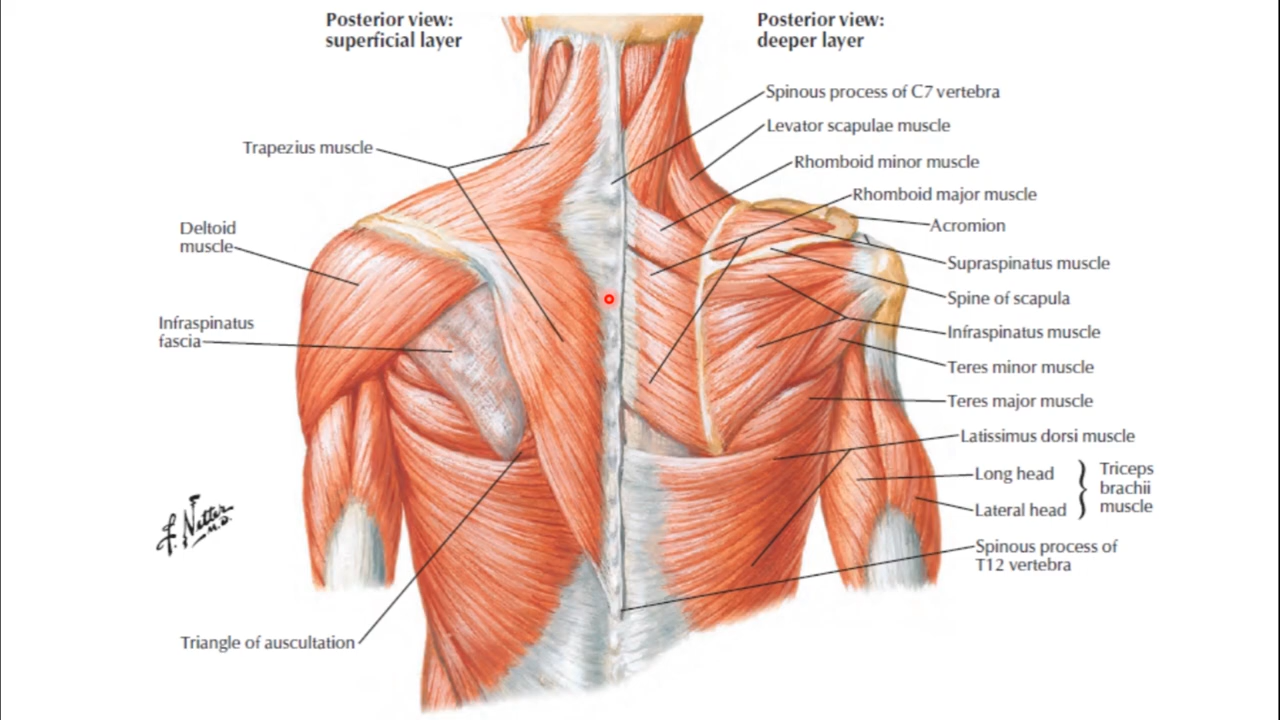 Posterior view:
superficial layer
Posterior view:
deeper layer
Trapezius muscle
Deltoid
muscle
Infraspinatus
fascia
Triangle of auscultation
Spinous process of C7 vertebra
Levator scapulae muscle
Rhomboid minor muscle
Rhomboid major muscle
Acromion
Supraspinatus muscle
Spine of scapula
Infraspinatus muscle
Teres minor muscle
Teres major muscle
Latissimus dorsi muscle
Long head
Lateral head
Triceps
brachii
muscle
Spinous process of
T12 vertebra
F. Netter
M.D.